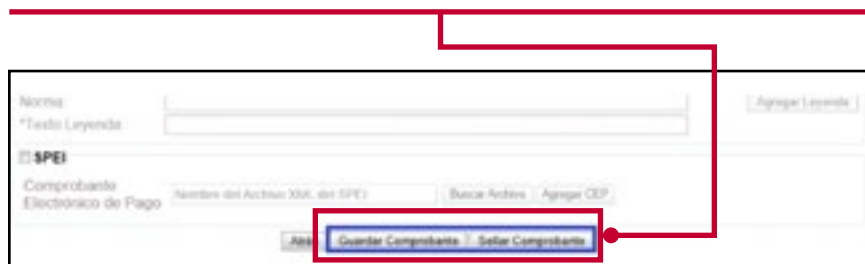 Norma:
Agregar Leyenda
*Texto Leyenda
SPEI
Comprobante
Electrónico de Pago
Nombre del Archivo XML del SPEI
Buscar Archivo
Agregar CEP
Atrás
Guardar Comprobante
Sellar Comprobante